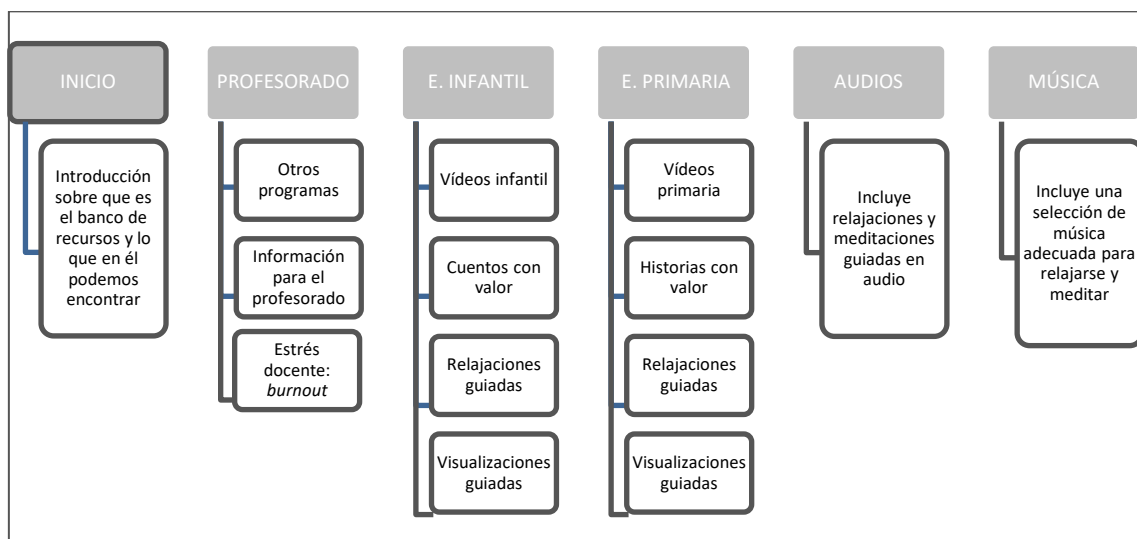 INICIO
Introducción
sobre que es
el banco de
recursos y lo
que en él
podemos
encontrar
PROFESORADO
Otros
programas
Información
para el
profesorado
Estrés
docente:
burnout
E. INFANTIL
Vídeos infantil
Cuentos con
valor
Relajaciones
guiadas
Visualizaciones
guiadas
E. PRIMARIA
Vídeos
primaria
Historias con
valor
Relajaciones
guiadas
Visualizaciones
guiadas
AUDIOS
Incluye
relajaciones y
meditaciones
guiadas en
audio
MÚSICA
Incluye una
selección de
música
adecuada para
relajarse y
meditar